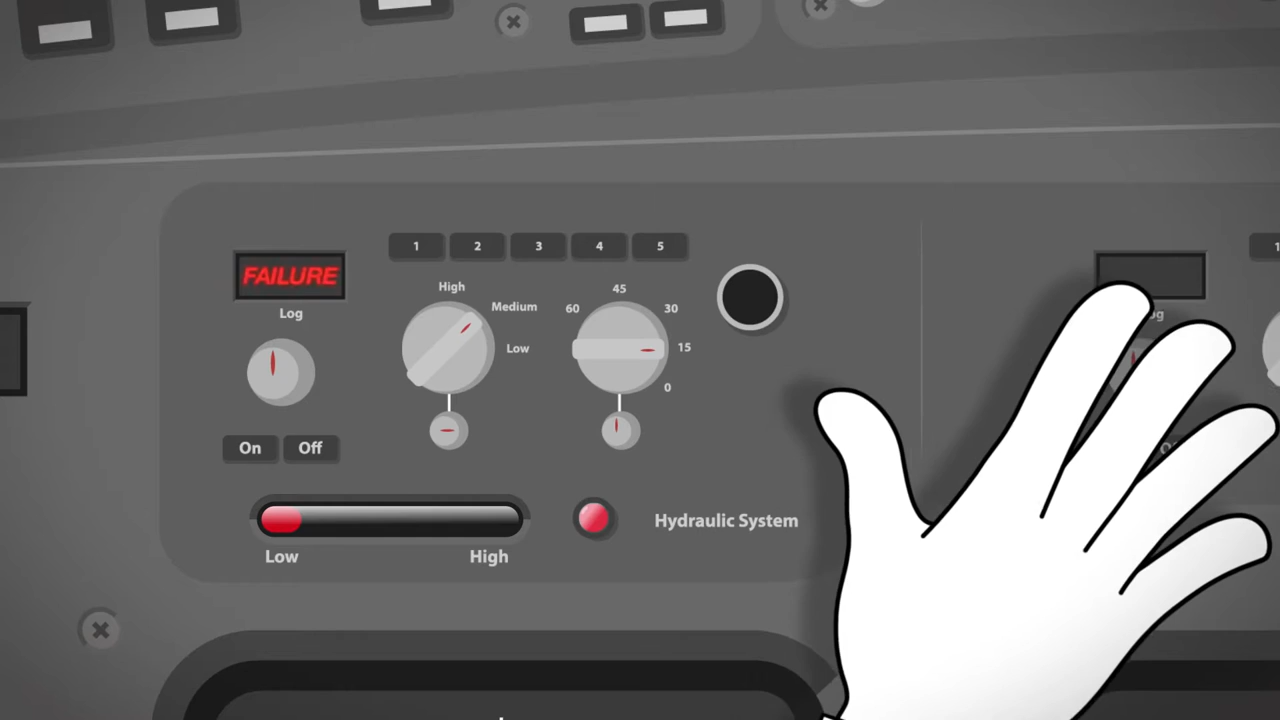 1 2 3 4 5
FAILURE
High
45
Medium
60
30
Log
Low
15
0
On
Off
Hydraulic System
Low
High